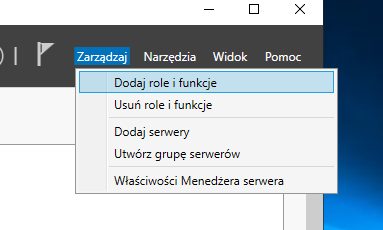 Zarządzaj Narzędzia Widok Pomoc
Dodaj role i funkcje
Usuń role i funkcje
Dodaj serwery
Utwórz grupę serwerów
Właściwości Menedżera serwera